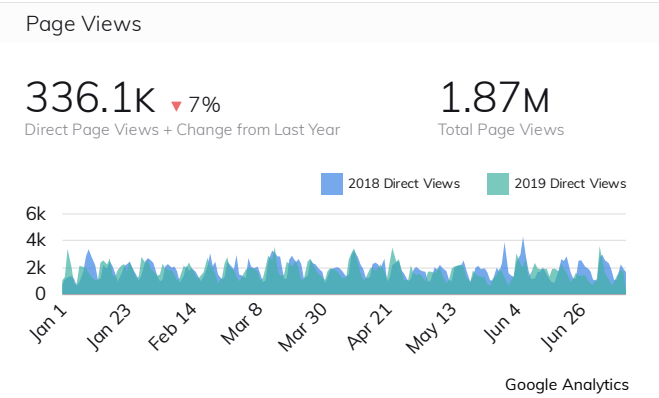 Page Views
336.1K ▼ 7%
Direct Page Views + Change from Last Year
1.87M
Total Page Views
2018 Direct Views
2019 Direct Views
6k
4k
2k
0
Jan 1
Jan 23
Feb 14
Mar 8
Mar 30
Apr 21
May 13
Jun 4
Jun 26
Google Analytics